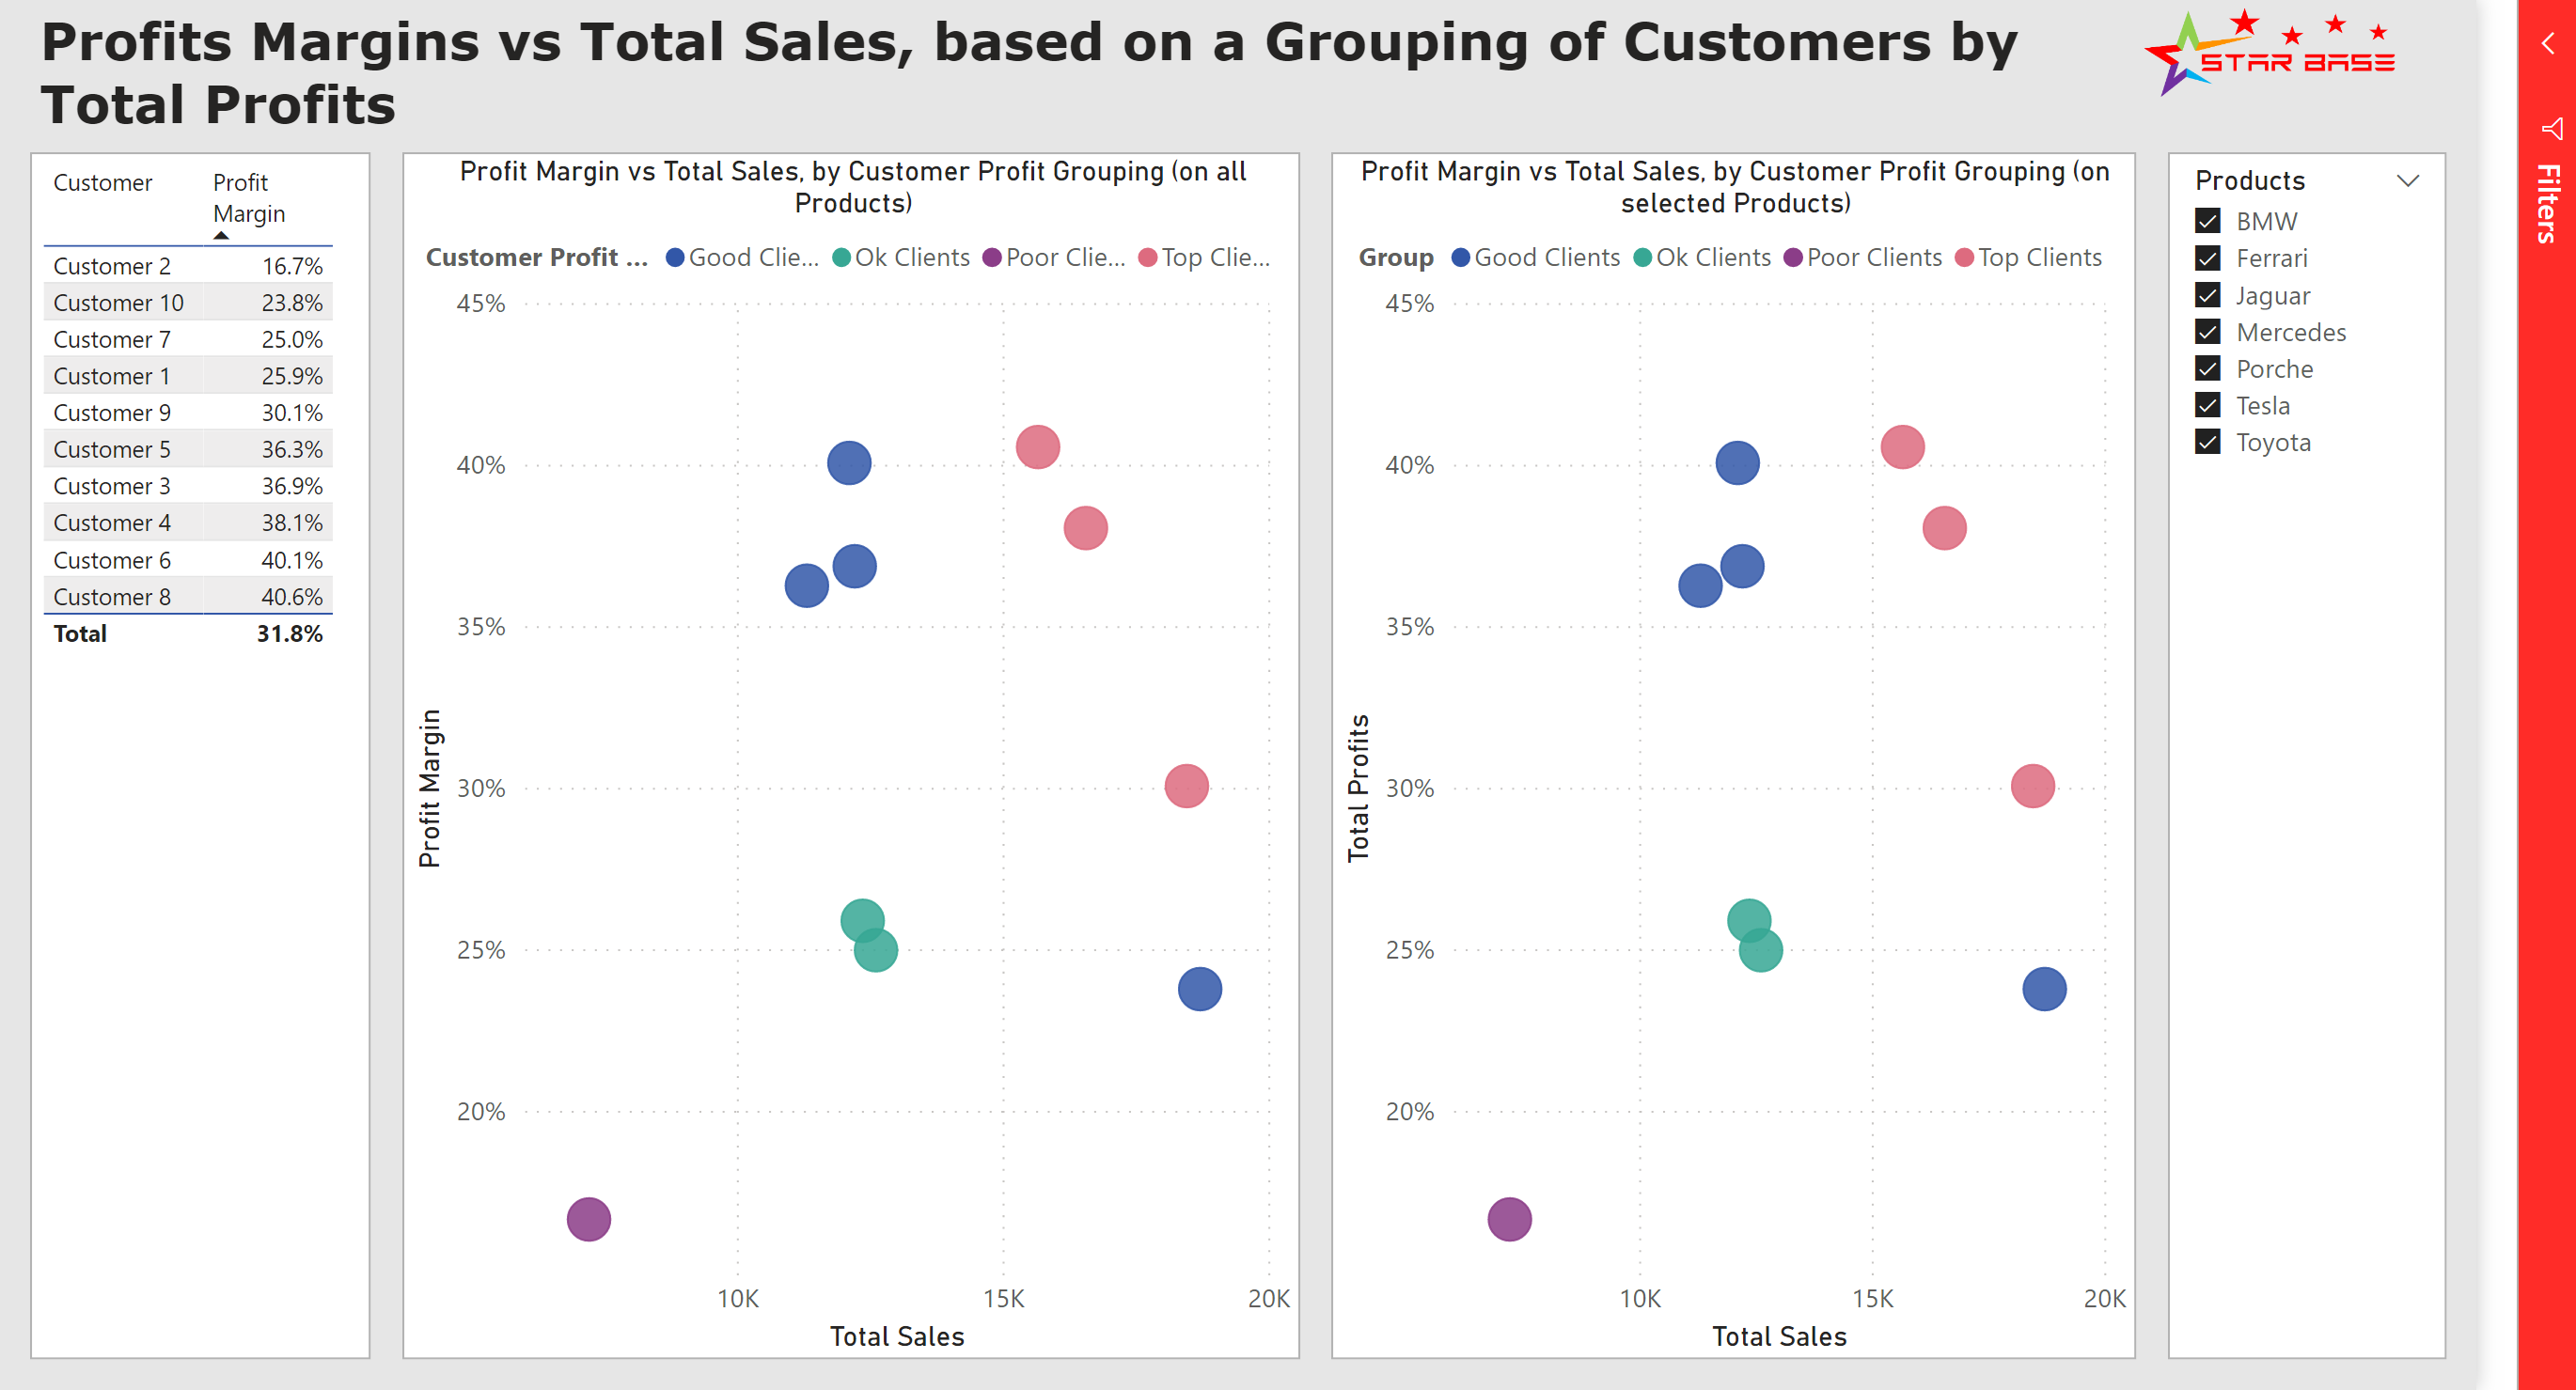 Profits Margins vs Total Sales, based on a Grouping of Customers by
Total Profits
STAR BASE
Filters
Customer Profit
Margin
Customer 2 16.7%
Customer 10 23.8%
Customer 7 25.0%
Customer 1 25.9%
Customer 9 30.1%
Customer 5 36.3%
Customer 3 36.9%
Customer 4 38.1%
Customer 6 40.1%
Customer 8 40.6%
Total 31.8%
Profit Margin vs Total Sales, by Customer Profit Grouping (on all
Products)
Customer Profit ... Good Clie... Ok Clients Poor Clie... Top Clie...
45%
40%
35%
30%
25%
20%
Profit Margin
10K 15K 20K
Total Sales
Profit Margin vs Total Sales, by Customer Profit Grouping (on
selected Products)
Group Good Clients Ok Clients Poor Clients Top Clients
45%
40%
35%
30%
25%
20%
Total Profits
10K 15K 20K
Total Sales
Products
BMW
Ferrari
Jaguar
Mercedes
Porche
Tesla
Toyota